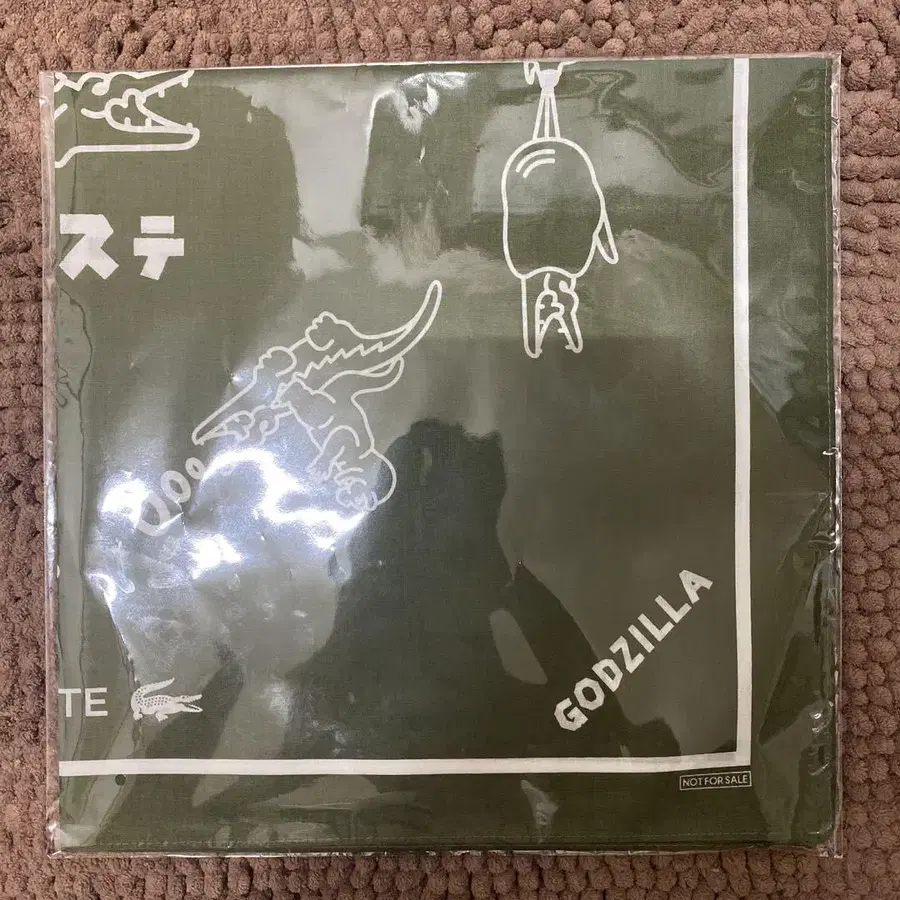 ステ
TE
GODZILLA
NOT FOR SALE